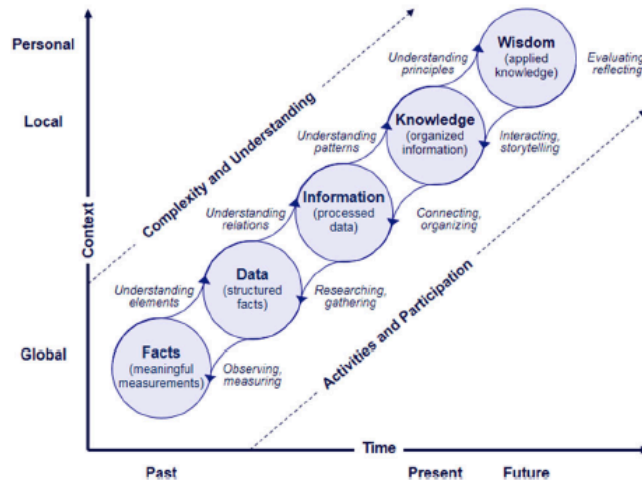 Personal
Local
Global
Context
Complexity and Understanding
Wisdom
(applied
knowledge)
Understanding
principles
Evaluating
reflecting
Knowledge
(organized
information)
Understanding
patterns
Interacting,
storytelling
Information
(processed
data)
Understanding
relations
Connecting,
organizing
Data
(structured
facts)
Understanding
elements
Researching,
gathering
Facts
(meaningful
measurements)
Observing,
measuring
Activities and Participation
Time
Past
Present
Future